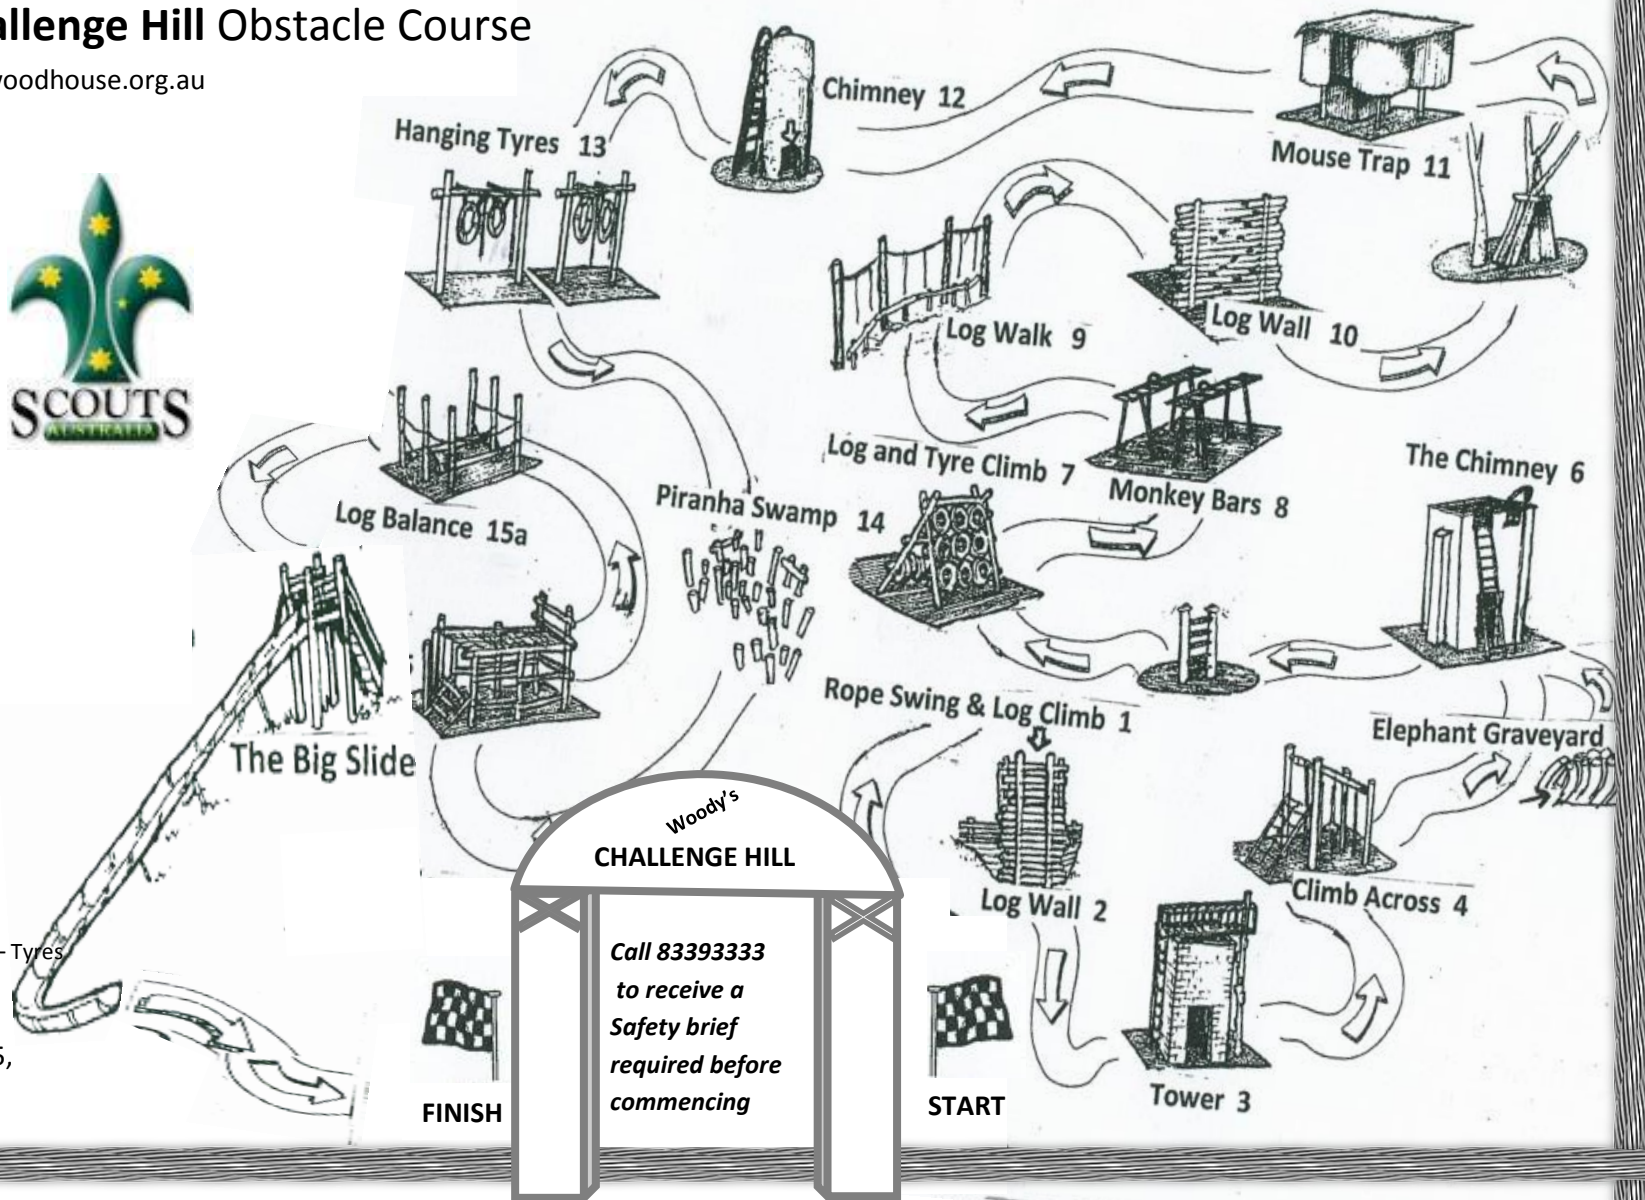 allenge Hill Obstacle Course
woodhouse.org.au
Chimney 12
Hanging Tyres 13
Mouse Trap 11
SCOUTS
AUSTRALIA
Log Walk 9
Log Wall 10
Log and Tyre Climb 7
Monkey Bars 8
The Chimney 6
Log Balance 15a
Piranha Swamp 14
Rope Swing & Log Climb 1
Elephant Graveyard
The Big Slide
Woody's
CHALLENGE HILL
Log Wall 2
Climb Across 4
– Tyres
Call 83393333
to receive a
Safety brief
required before
commencing
Tower 3
FINISH
START